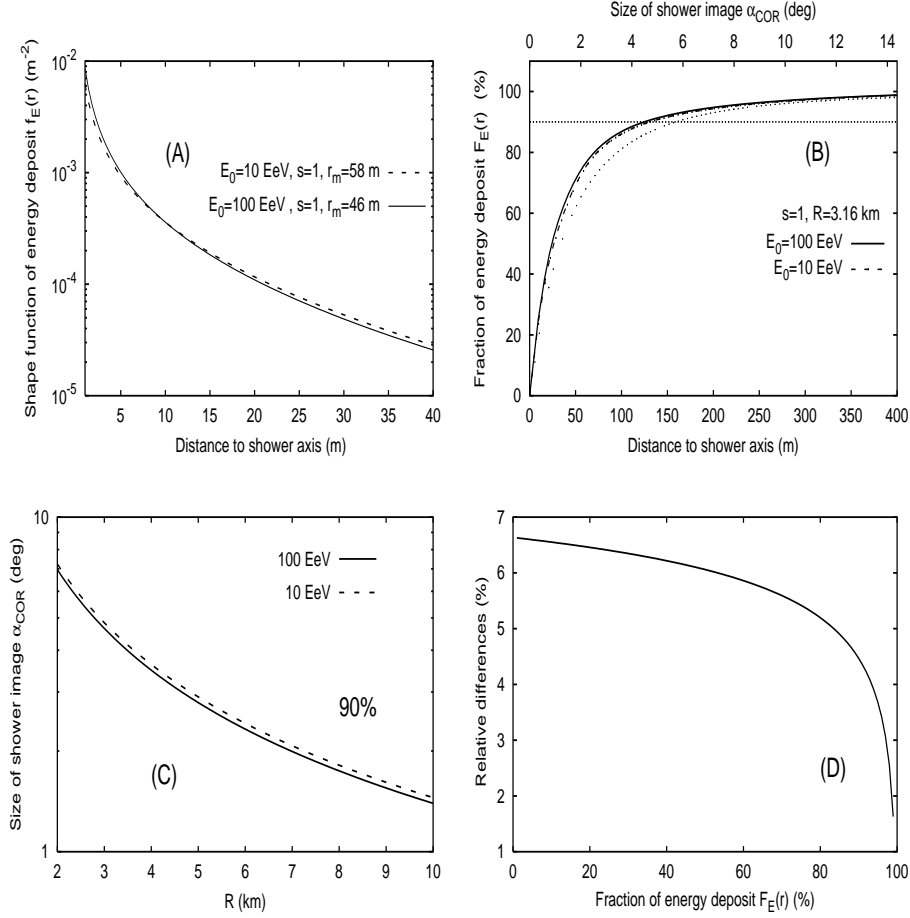 Shape function of energy deposit f_E(r) (m^-2)
10^-2
10^-3
10^-4
10^-5
(A)
E_0=10 EeV, s=1, r_m=58 m
E_0=100 EeV , s=1, r_m=46 m
5 10 15 20 25 30 35 40
Distance to shower axis (m)
Size of shower image α_COR (deg)
0 2 4 6 8 10 12 14
Fraction of energy deposit F_E(r) (%)
100
80
60
40
20
0
(B)
s=1, R=3.16 km
E_0=100 EeV
E_0=10 EeV
0 50 100 150 200 250 300 350 400
Distance to shower axis (m)
Size of shower image α_COR (deg)
10
1
100 EeV
10 EeV
90%
(C)
2 3 4 5 6 7 8 9 10
R (km)
Relative differences (%)
7
6
5
4
3
2
1
(D)
0 20 40 60 80 100
Fraction of energy deposit F_E(r) (%)